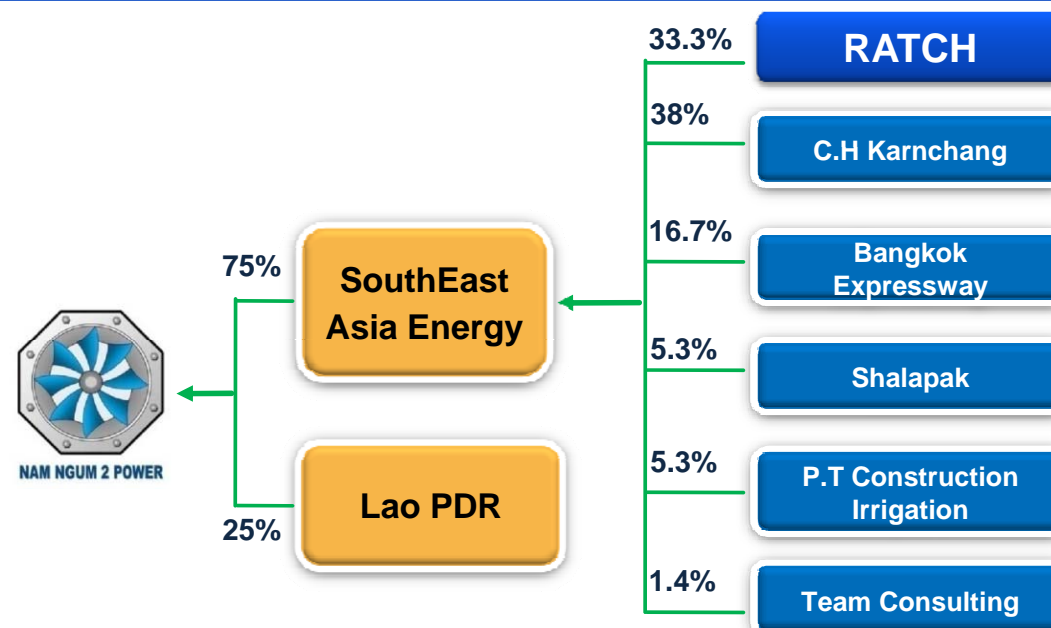 33.3%
RATCH
38%
C.H Karnchang
16.7%
Bangkok
Expressway
75%
SouthEast
Asia Energy
5.3%
Shalapak
NAM NGUM 2 POWER
5.3%
P.T Construction
Irrigation
Lao PDR
25%
1.4%
Team Consulting